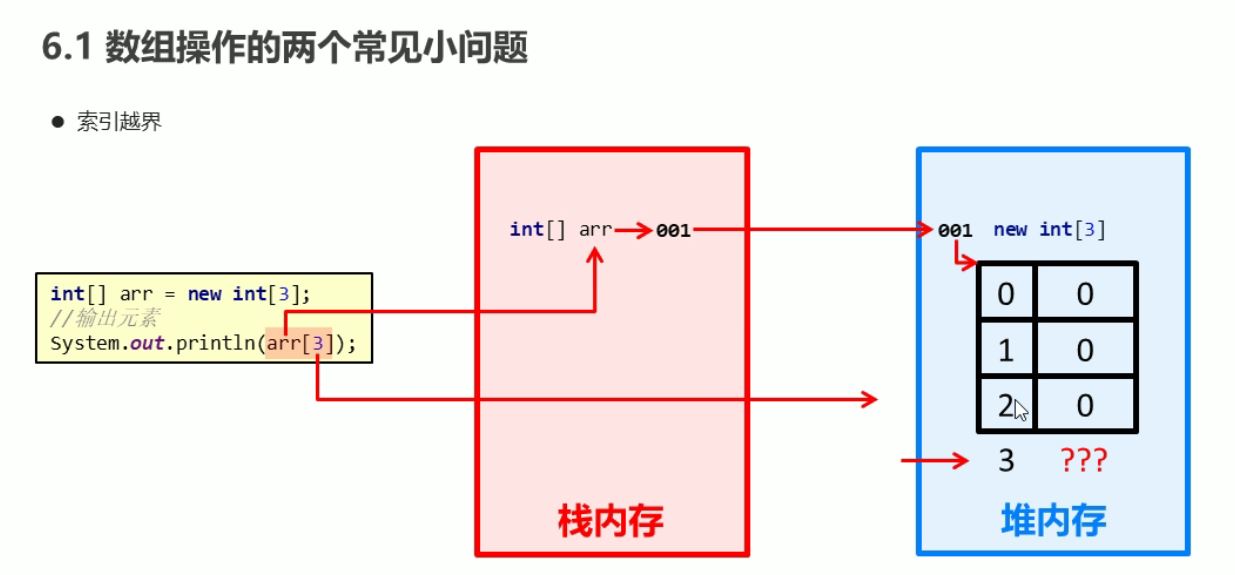 6.1 数组操作的两个常见小问题
● 索引越界
int[] arr = new int[3];
//输出元素
System.out.println(arr[3]);
int[] arr 001
栈内存
001 new int[3]
0 0
1 0
2 0
3 ???
堆内存